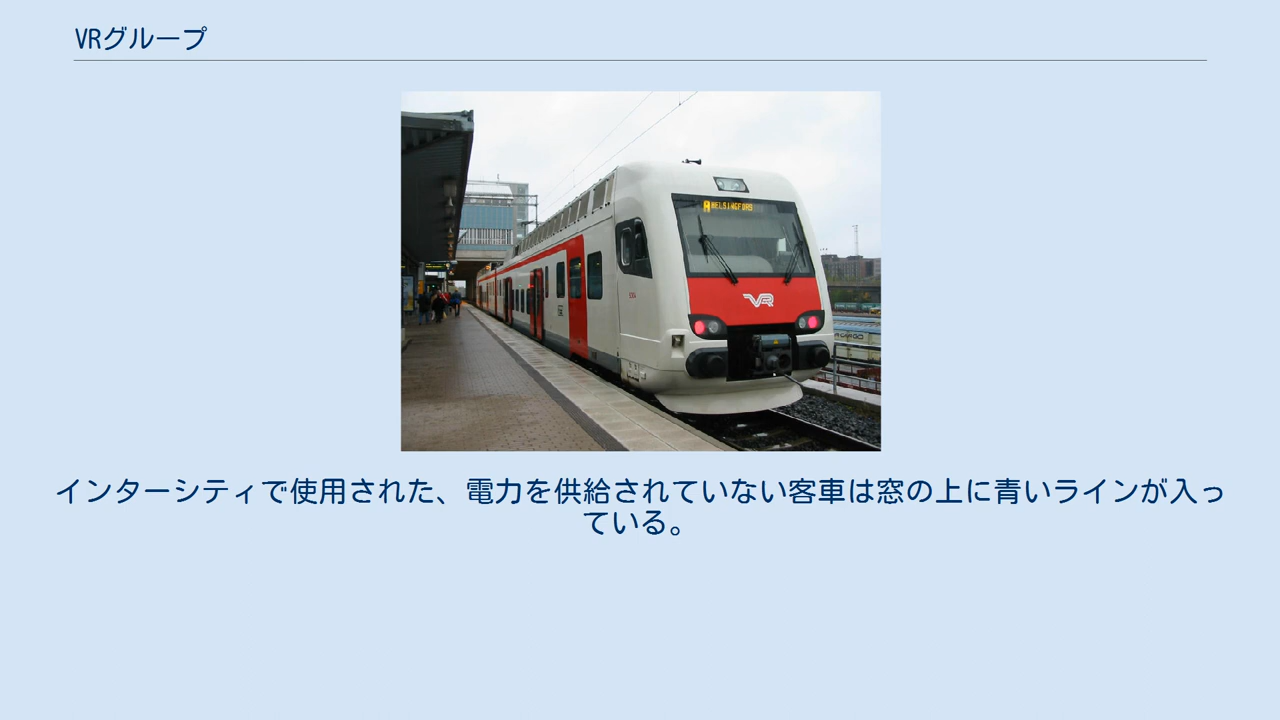 VRグループ
A HELSINGFORS
VR
インターシティで使用された、電力を供給されていない客車は窓の上に青いラインが入っ
ている。